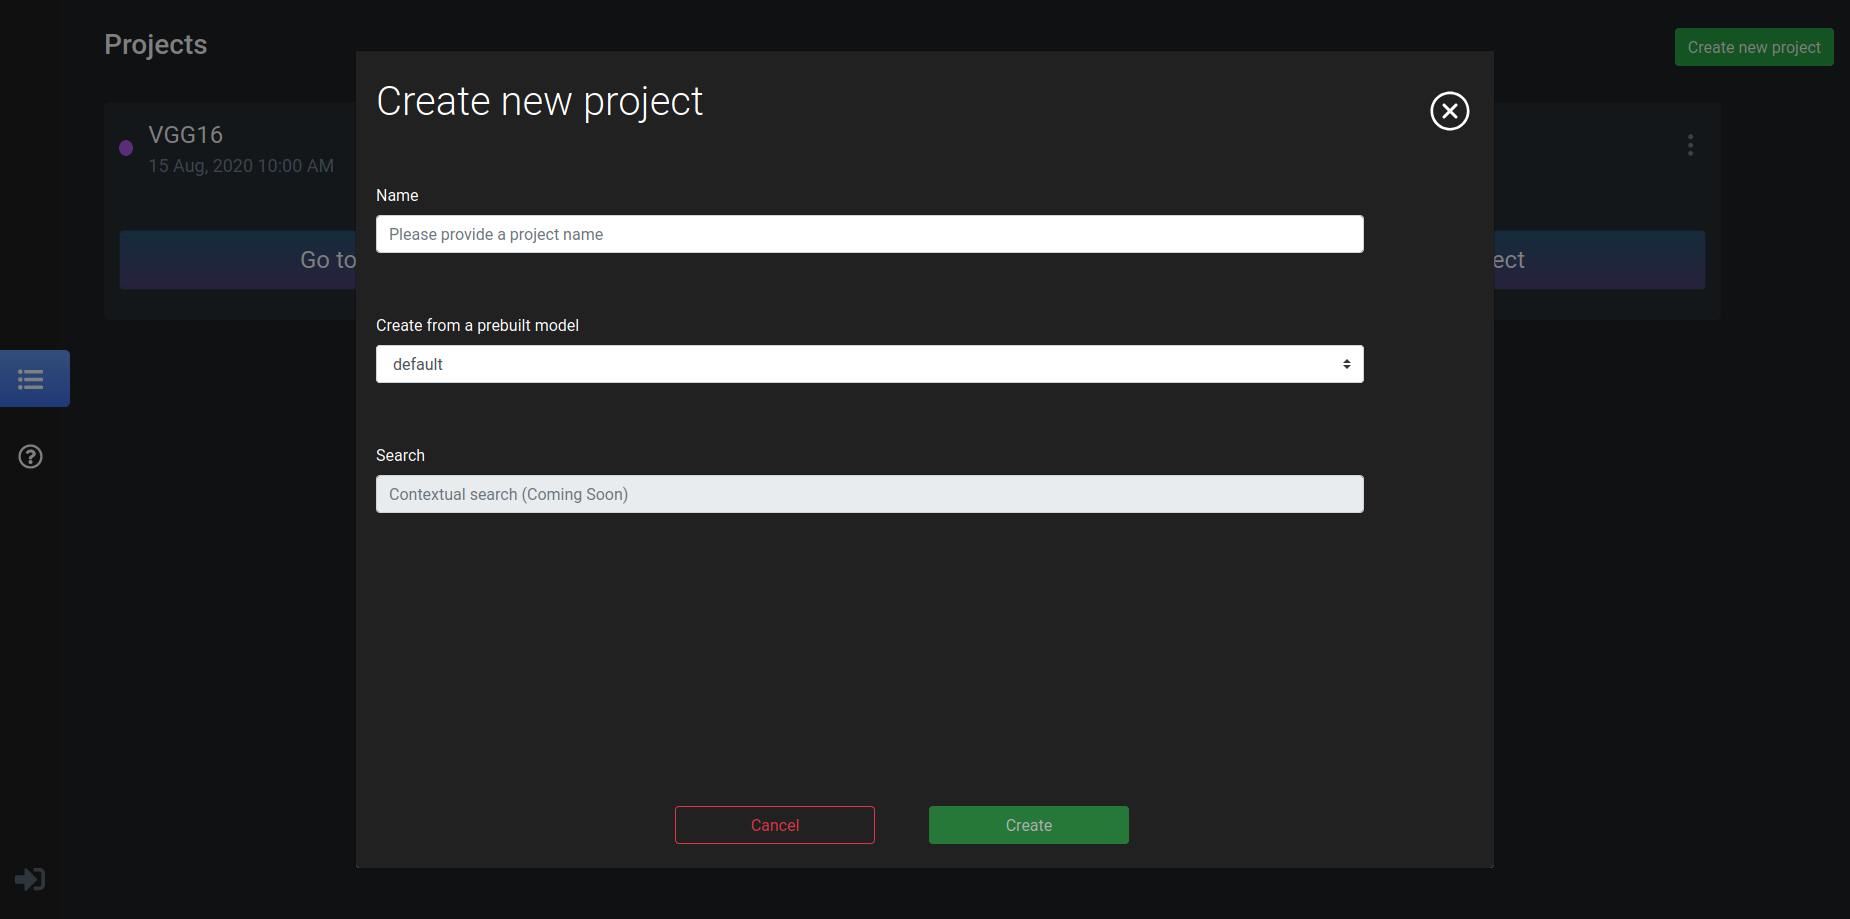 Projects
Create new project
Create new project
VGG16
15 Aug, 2020 10:00 AM
Go to
ect
Name
Please provide a project name
Create from a prebuilt model
default
Search
Contextual search (Coming Soon)
Cancel
Create